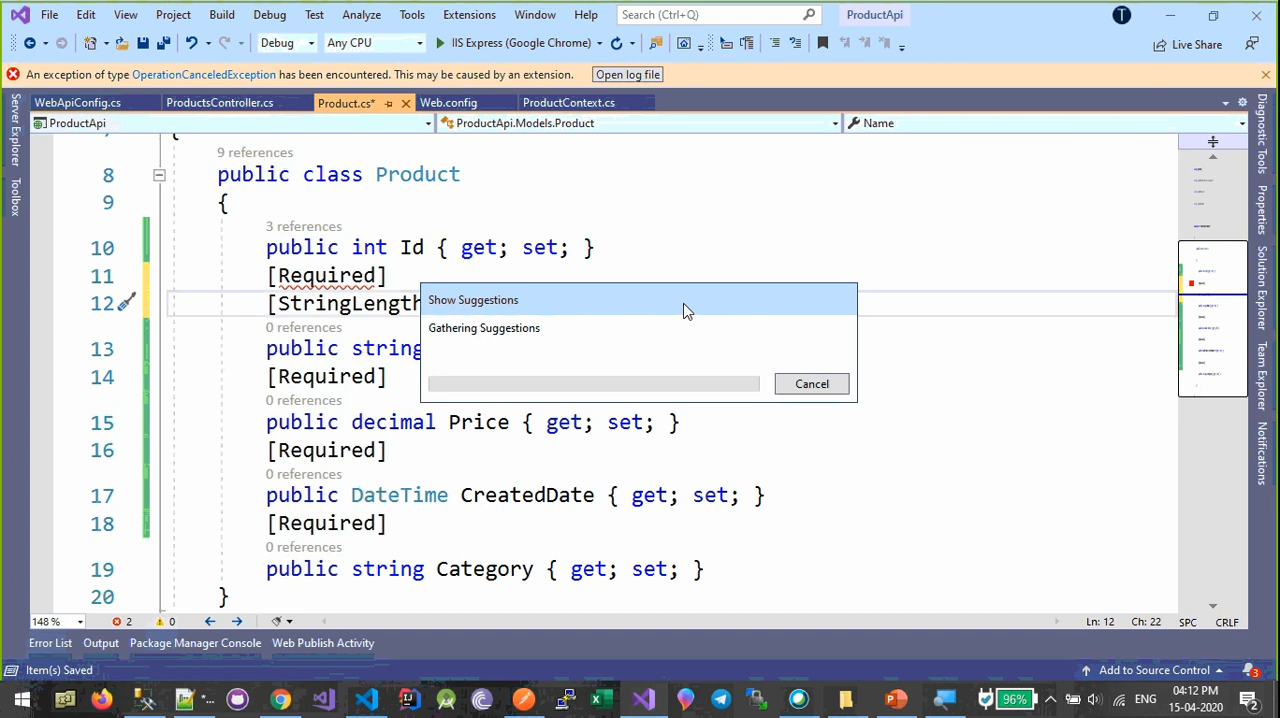 File Edit View Project Build Debug Test Analyze Tools Extensions Window Help Search (Ctrl+Q) ProductApi T
Debug Any CPU IIS Express (Google Chrome) Live Share
An exception of type OperationCanceledException has been encountered. This may be caused by an extension. Open log file
Server Explorer
Toolbox
WebApiConfig.cs ProductsController.cs Product.cs* Web.config ProductContext.cs
ProductApi ProductApi.Models.Product Name
9 references
8 public class Product
9 {
3 references
10 public int Id { get; set; }
11 [Required]
12 [StringLength
0 references
13 public string
14 [Required]
0 references
15 public decimal Price { get; set; }
16 [Required]
0 references
17 public DateTime CreatedDate { get; set; }
18 [Required]
0 references
19 public string Category { get; set; }
20 }
Show Suggestions
Gathering Suggestions
Cancel
Diagnostic Tools
Properties
Solution Explorer
Team Explorer
Notifications
148 % 2 0 Ln: 12 Ch: 22 SPC CRLF
Error List Output Package Manager Console Web Publish Activity
Item(s) Saved Add to Source Control 3
96% ENG 04:12 PM
15-04-2020 2